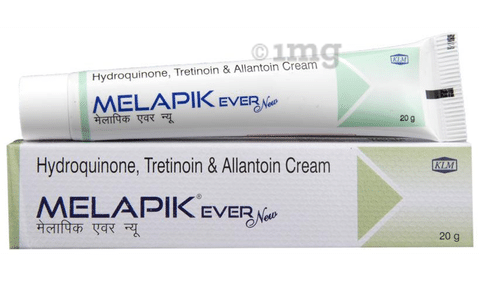 ©1mg
Hydroquinone, Tretinoin & Allantoin Cream
KLM
MELAPIK EVER New
मेलापिक एवर न्यू
20 g
Hydroquinone, Tretinoin & Allantoin Cream
KLM
MELAPIK® EVER New
मेलापिक एवर न्यू
20 g